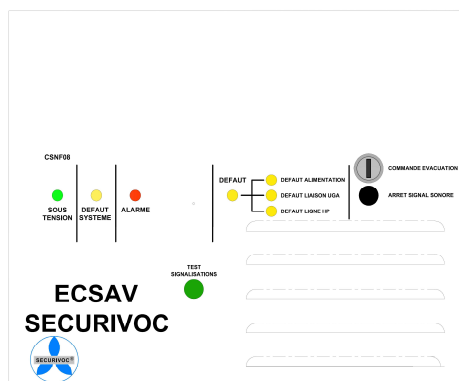 CSNF08
SOUS
TENSION
DEFAUT
SYSTEME
ALARME
DEFAUT
DEFAUT ALIMENTATION
DEFAUT LIAISON UGA
DEFAUT LIGNE HP
COMMANDE EVACUATION
ARRET SIGNAL SONORE
TEST
SIGNALISATIONS
ECSAV
SECURIVOC
SECURIVOC®